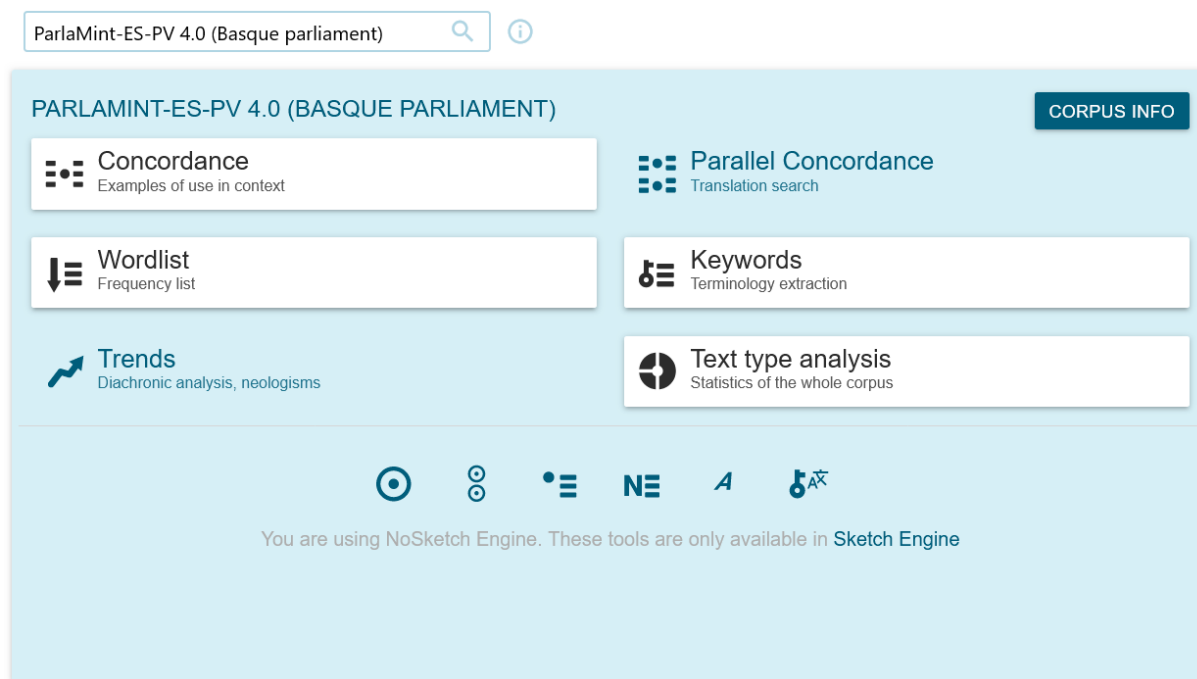 ParlaMint-ES-PV 4.0 (Basque parliament)
PARLAMINT-ES-PV 4.0 (BASQUE PARLIAMENT)
CORPUS INFO
Concordance
Examples of use in context
Parallel Concordance
Translation search
Wordlist
Frequency list
Keywords
Terminology extraction
Trends
Diachronic analysis, neologisms
Text type analysis
Statistics of the whole corpus
You are using NoSketch Engine. These tools are only available in Sketch Engine